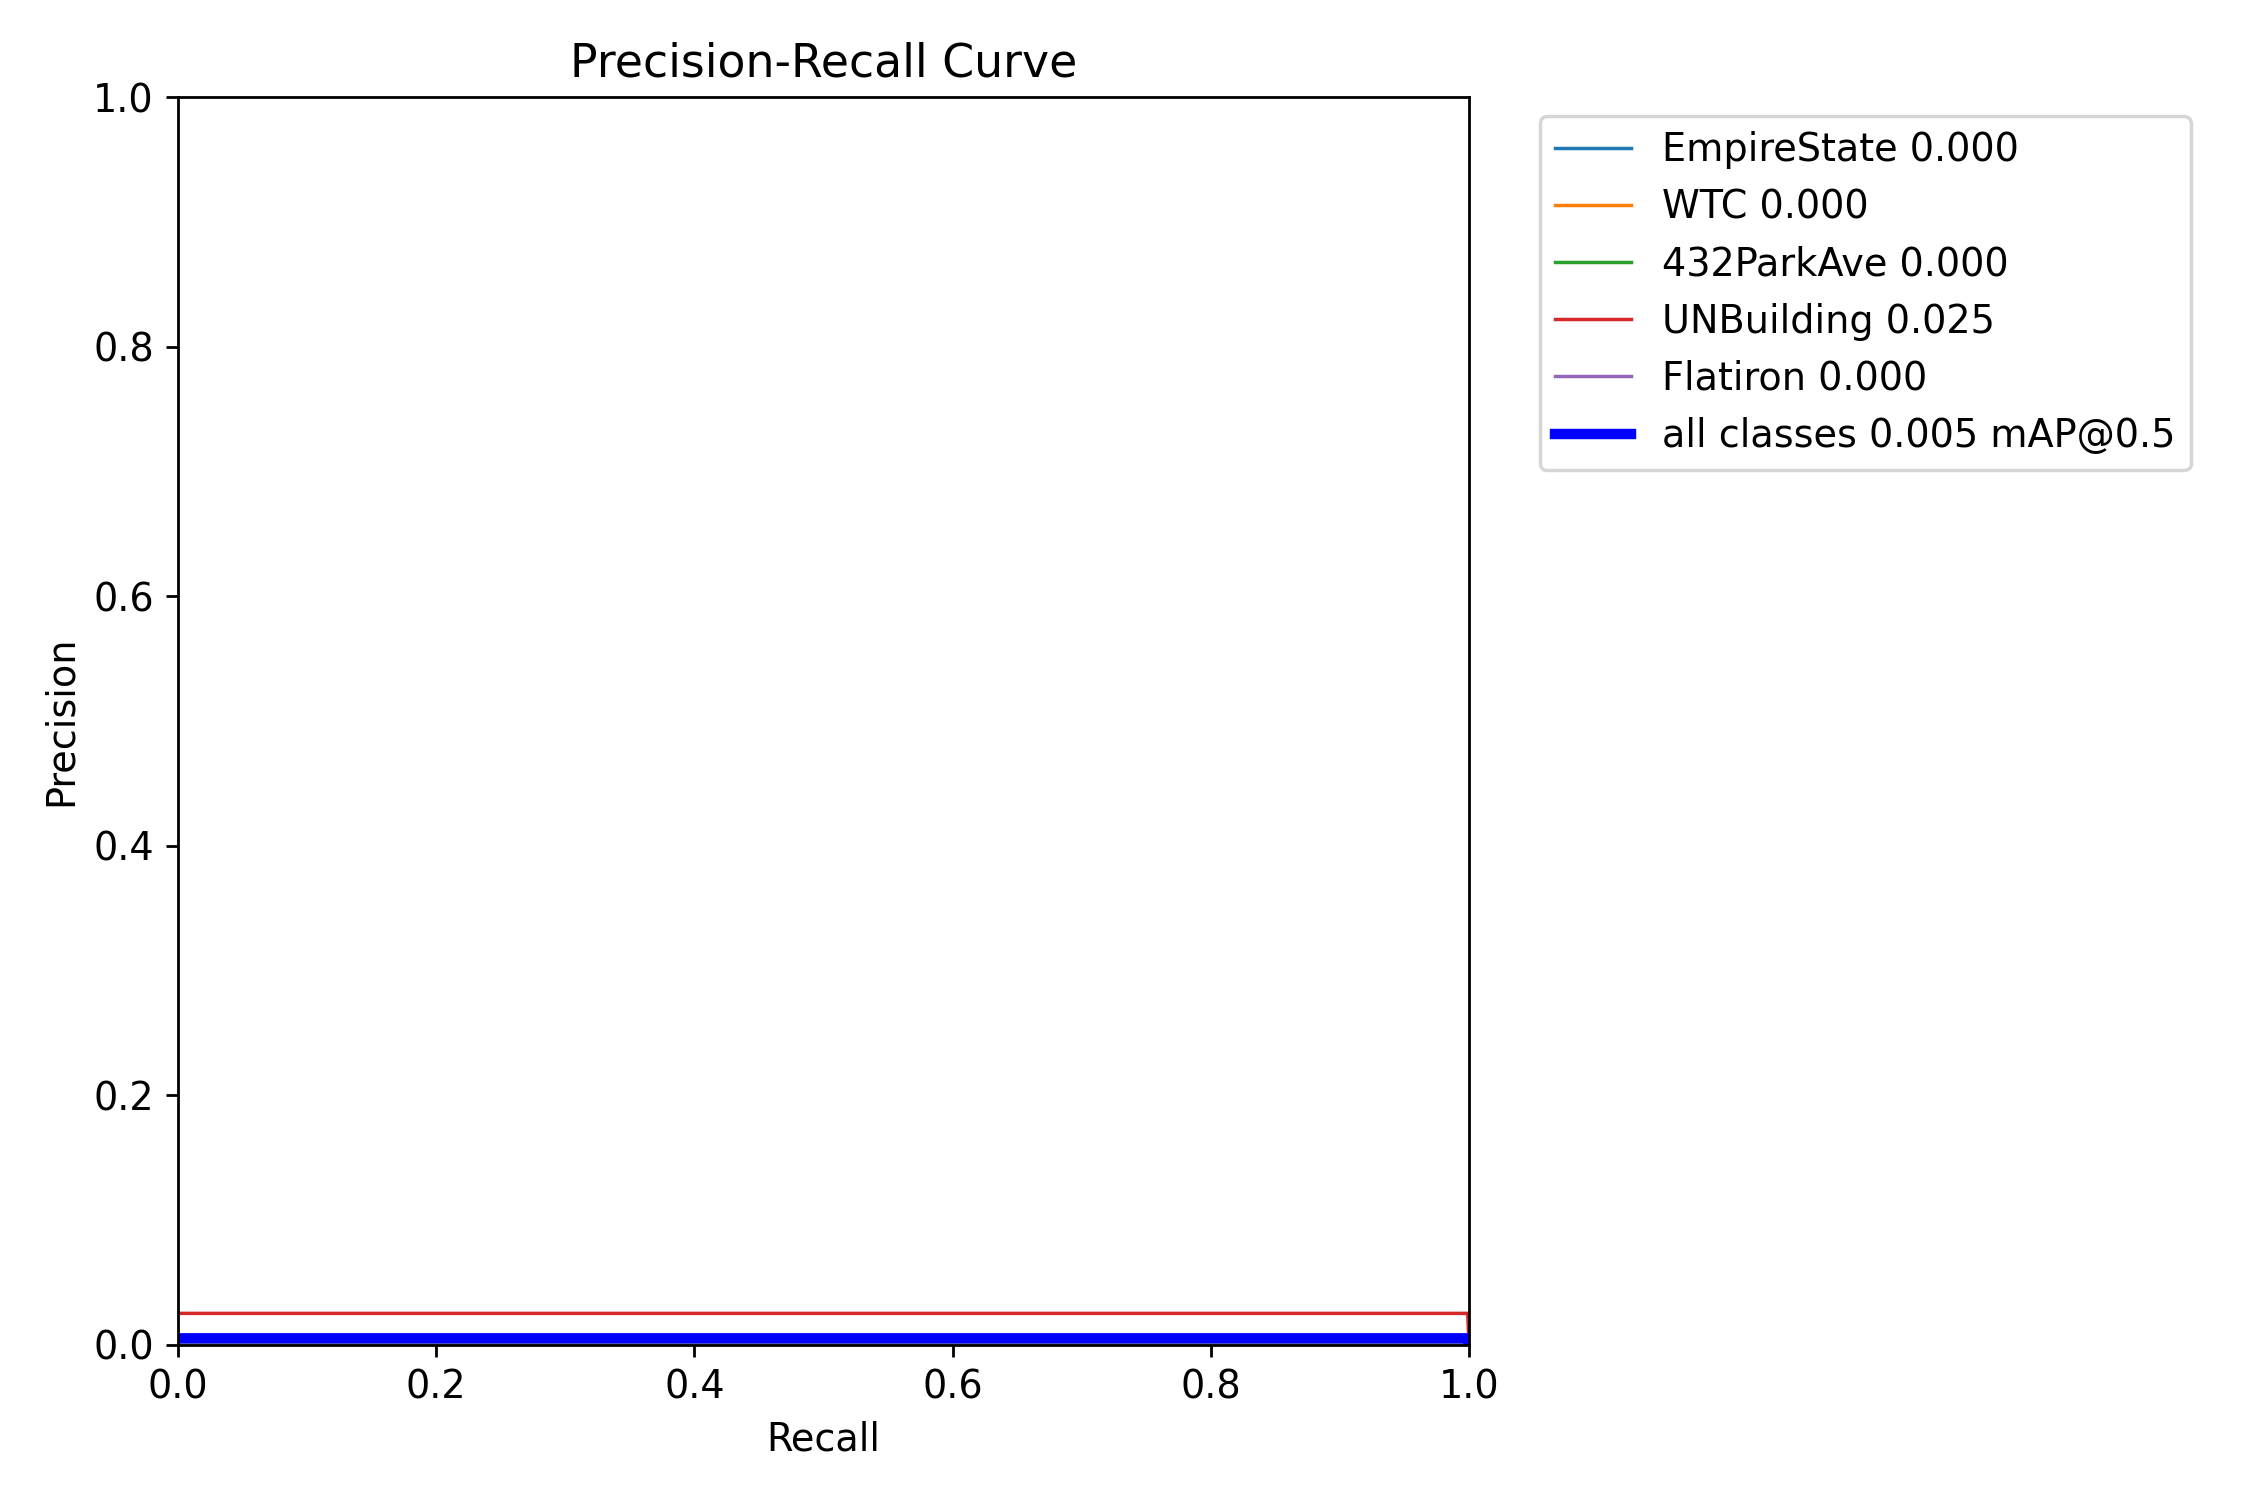 Precision-Recall Curve
1.0
0.8
0.6
0.4
0.2
0.0
Precision
0.0 0.2 0.4 0.6 0.8 1.0
Recall
EmpireState 0.000
WTC 0.000
432ParkAve 0.000
UNBuilding 0.025
Flatiron 0.000
all classes 0.005 mAP@0.5